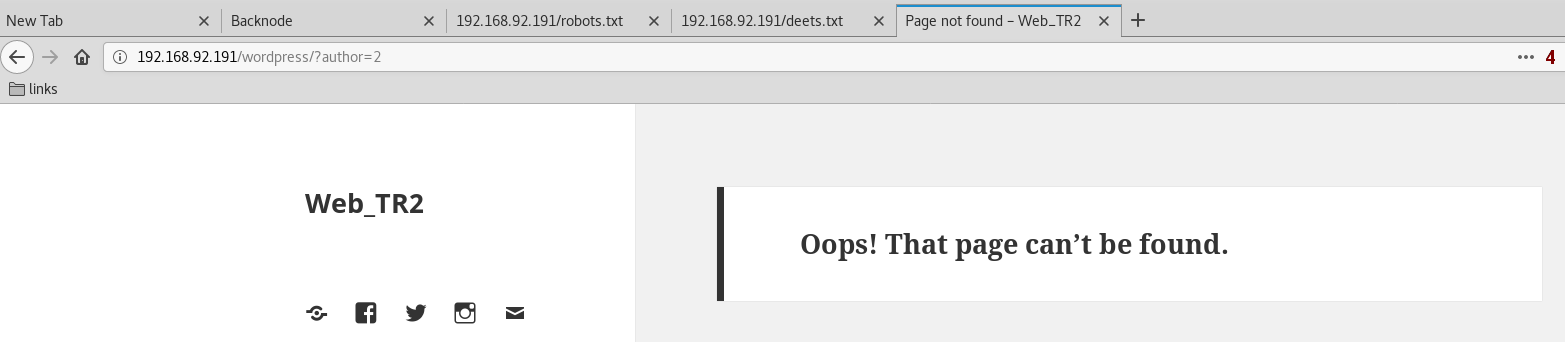 New Tab
Backnode
192.168.92.191/robots.txt
192.168.92.191/deets.txt
Page not found – Web_TR2
192.168.92.191/wordpress/?author=2
4
links
Web_TR2
Oops! That page can’t be found.